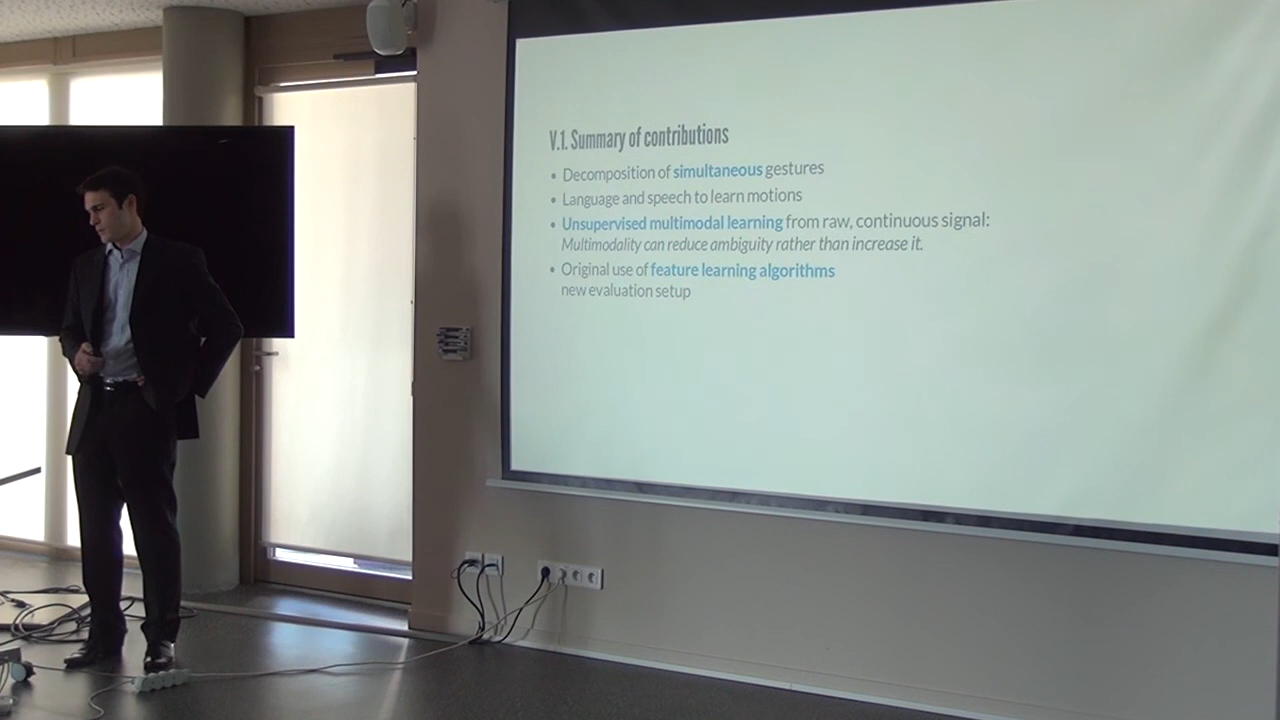 V.1. Summary of contributions
• Decomposition of simultaneous gestures
• Language and speech to learn motions
• Unsupervised multimodal learning from raw, continuous signal:
Multimodality can reduce ambiguity rather than increase it.
• Original use of feature learning algorithms
new evaluation setup